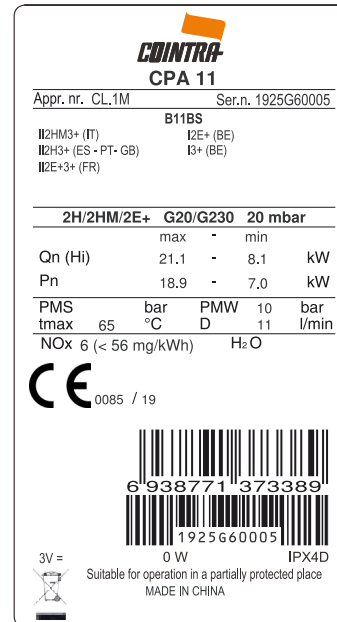 COINTRA
CPA 11
Appr. nr. CL.1M Ser.n. 1925G60005
B11BS
II2HM3+ (IT) I2E+ (BE)
II2H3+ (ES - PT- GB) I3+ (BE)
II2E+3+ (FR)
2H/2HM/2E+ G20/G230 20 mbar
max - min
Qn (Hi) 21.1 - 8.1 kW
Pn 18.9 - 7.0 kW
PMS bar PMW 10 bar
tmax 65 °C D 11 l/min
NOx 6 (< 56 mg/kWh) H₂O
CE 0085 / 19
6 938771 373389
1925G60005
3V = 0 W IPX4D
Suitable for operation in a partially protected place
MADE IN CHINA